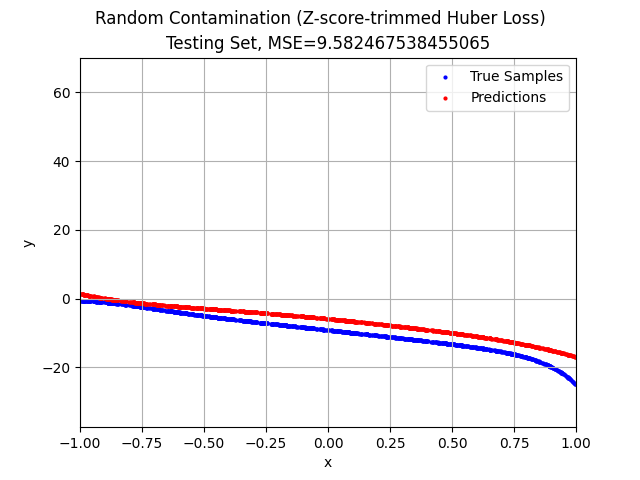 Random Contamination (Z-score-trimmed Huber Loss)
Testing Set, MSE=9.582467538455065
True Samples
Predictions
60
40
20
0
−20
y
−1.00 −0.75 −0.50 −0.25 0.00 0.25 0.50 0.75 1.00
x